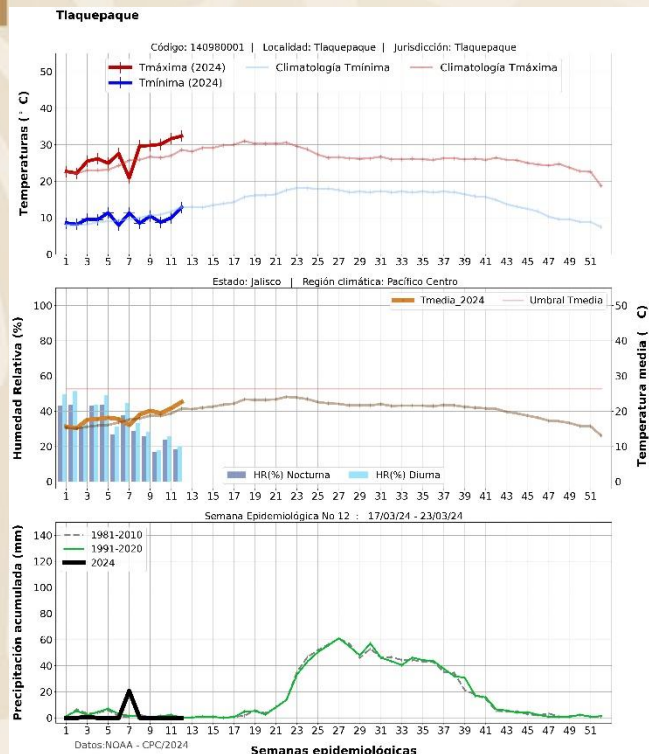 Tlaquepaque
Código: 140980001 | Localidad: Tlaquepaque | Jurisdicción: Tlaquepaque
Tmáxima (2024)
Climatología Tmínima
Climatología Tmáxima
Tmínima (2024)
Temperaturas (° C)
50
40
30
20
10
0
1 3 5 7 9 11 13 15 17 19 21 23 25 27 29 31 33 35 37 39 41 43 45 47 49 51
Estado: Jalisco | Región climática: Pacífico Centro
Tmedia_2024
Umbral Tmedia
Humedad Relativa (%)
100
80
60
40
20
0
50
40
30
20
10
0
Temperatura media ( C)
HR(%) Nocturna
HR(%) Diurna
1 3 5 7 9 11 13 15 17 19 21 23 25 27 29 31 33 35 37 39 41 43 45 47 49 51
Semana Epidemiológica No 12 : 17/03/24 - 23/03/24
1981-2010
1991-2020
2024
Precipitación acumulada (mm)
140
120
100
80
60
40
20
0
1 3 5 7 9 11 13 15 17 19 21 23 25 27 29 31 33 35 37 39 41 43 45 47 49 51
Datos:NOAA - CPC/2024
Semanas epidemiológicas